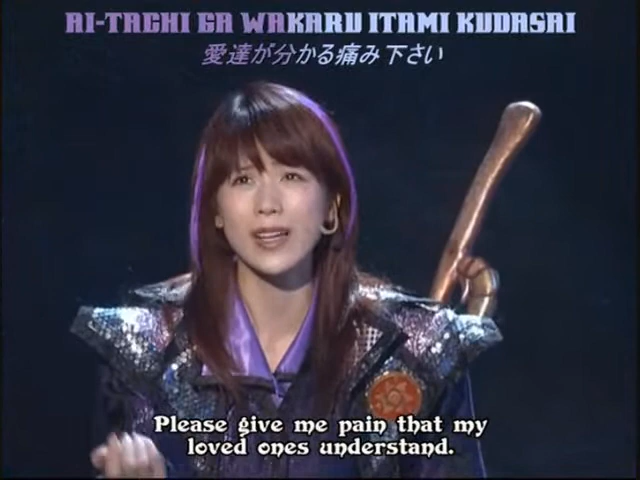 AI-TACHI GA WAKARU ITAMI KUDASAI
愛達が分かる痛み下さい
Please give me pain that my
loved ones understand.